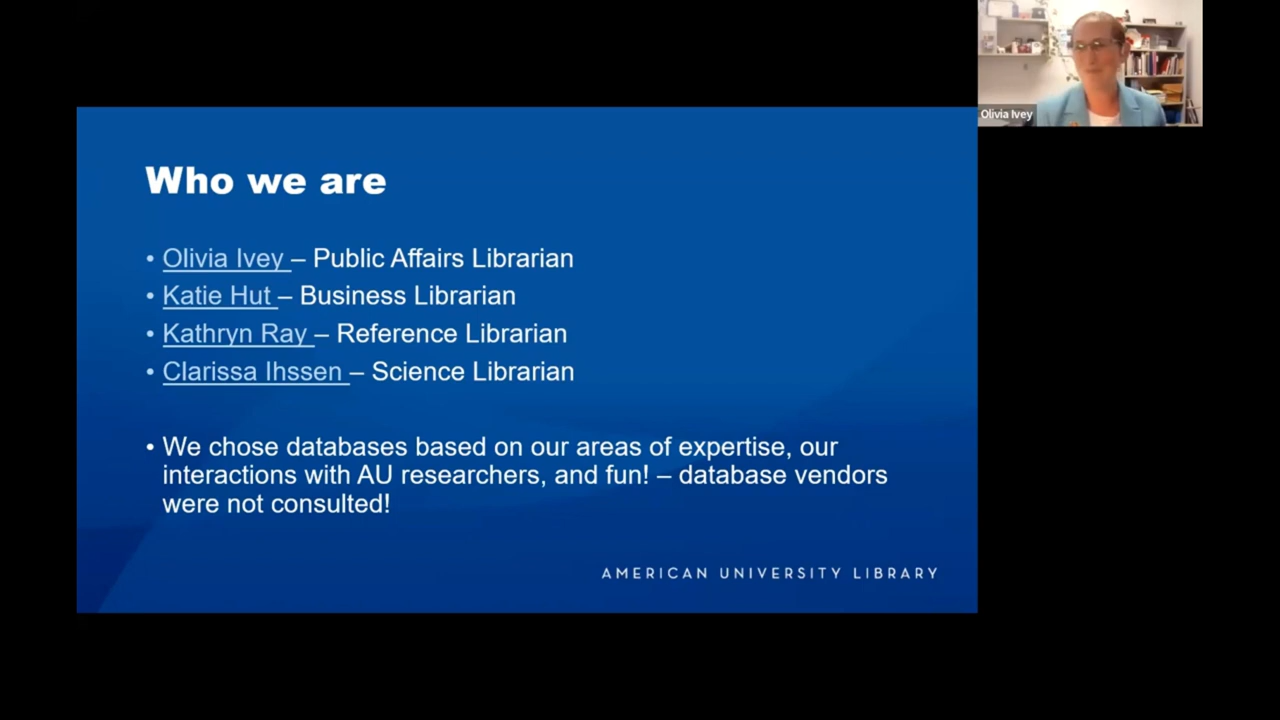 Olivia Ivey
Who we are
• Olivia Ivey – Public Affairs Librarian
• Katie Hut – Business Librarian
• Kathryn Ray – Reference Librarian
• Clarissa Ihssen – Science Librarian
• We chose databases based on our areas of expertise, our
interactions with AU researchers, and fun! – database vendors
were not consulted!
AMERICAN UNIVERSITY LIBRARY